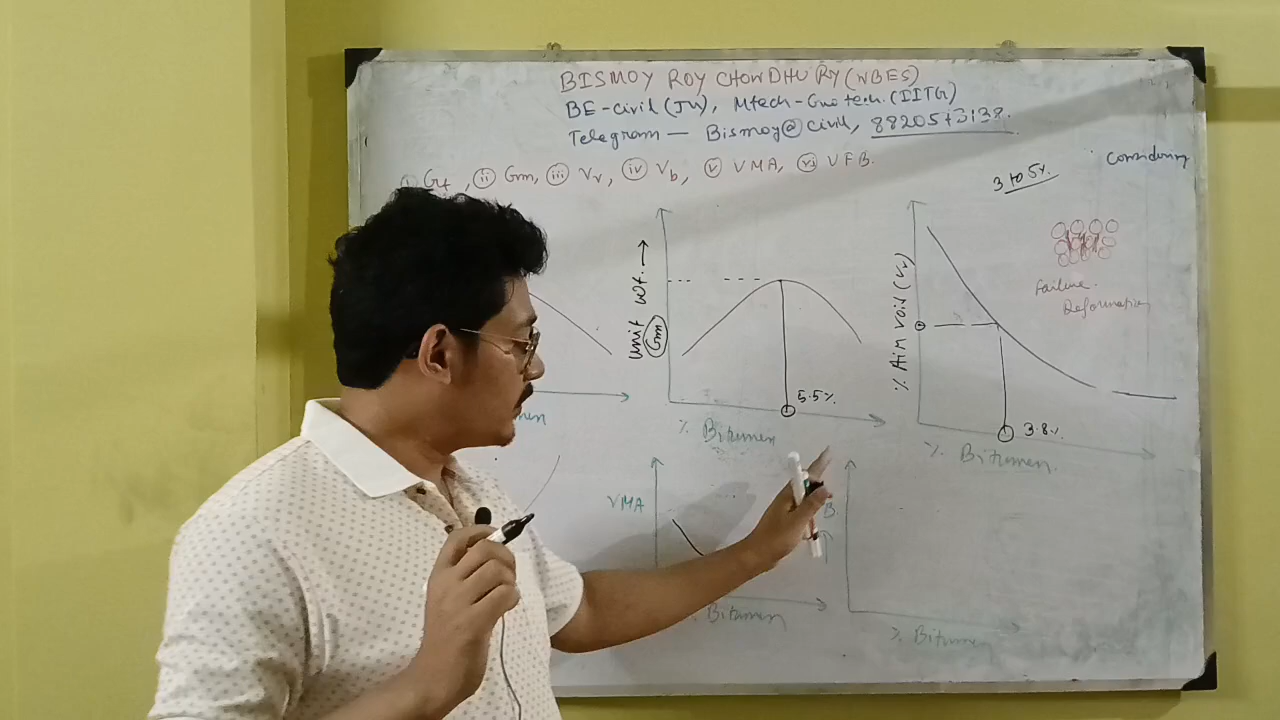 BISMOY ROY CHOWDHURY (WBES)
BE-Civil (JU), Mtech-Geotech. (IITG)
Telegram — Bismoy@Civil,
ⓘ Gt, ⓘⓘ Gm, ⓘⓘⓘ Vv, ⓘⓥ Vb, ⓥ VMA, ⓥⓘ VFB.
Considering
3 to 5%.
Failure.
Deformation
Unit Wt. →
Gm
% Air void (Vv)
5.5%.
3.8%.
% Bitumen
% Bitumen
VMA
B.
Bitumen
% Bitumen